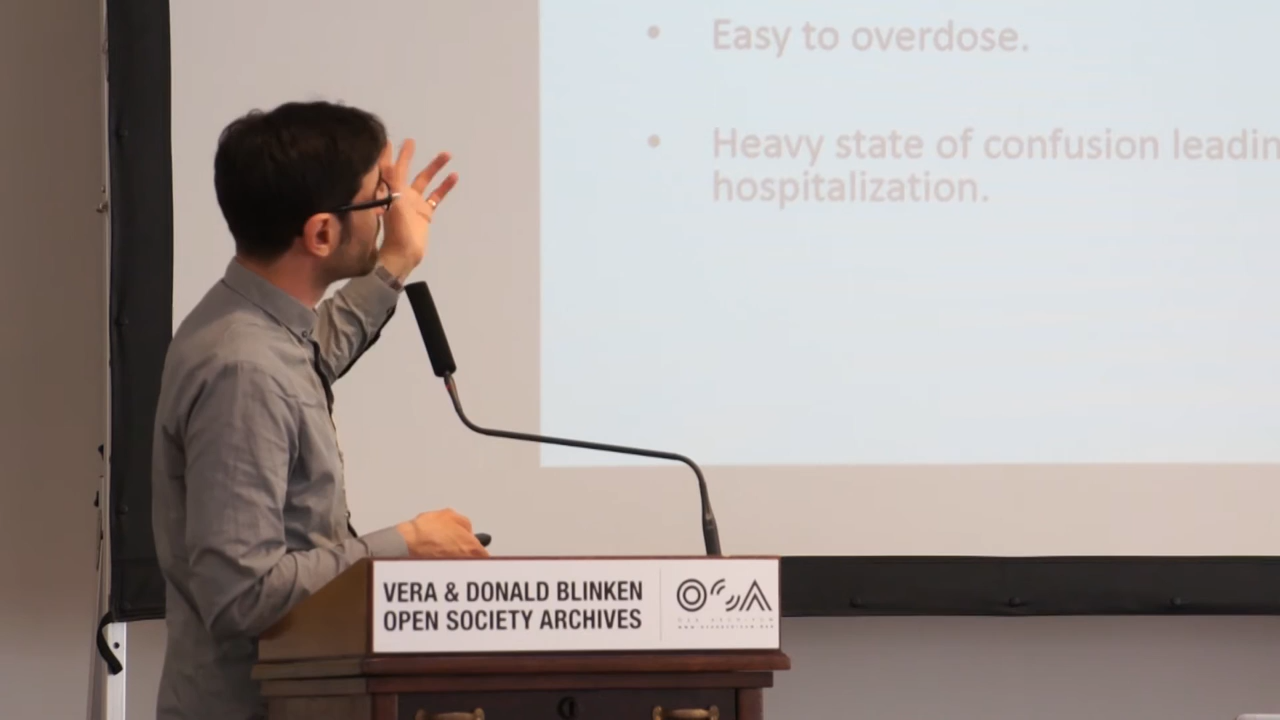 • Easy to overdose.
• Heavy state of confusion leadin
hospitalization.
VERA & DONALD BLINKEN
OPEN SOCIETY ARCHIVES